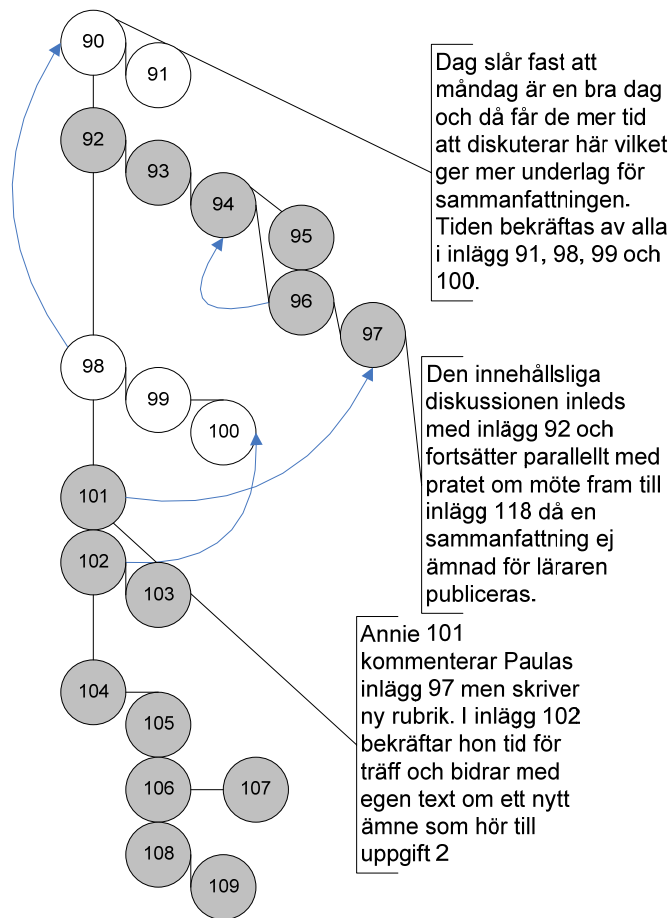 90
91
92
93
94
95
96
97
98
99
100
101
102
103
104
105
106
107
108
109
Dag slår fast att
måndag är en bra dag
och då får de mer tid
att diskuterar här vilket
ger mer underlag för
sammanfattningen.
Tiden bekräftas av alla
i inlägg 91, 98, 99 och
100.
Den innehållsliga
diskussionen inleds
med inlägg 92 och
fortsätter parallellt med
pratet om möte fram till
inlägg 118 då en
sammanfattning ej
ämnad för läraren
publiceras.
Annie 101
kommenterar Paulas
inlägg 97 men skriver
ny rubrik. I inlägg 102
bekräftar hon tid för
träff och bidrar med
egen text om ett nytt
ämne som hör till
uppgift 2